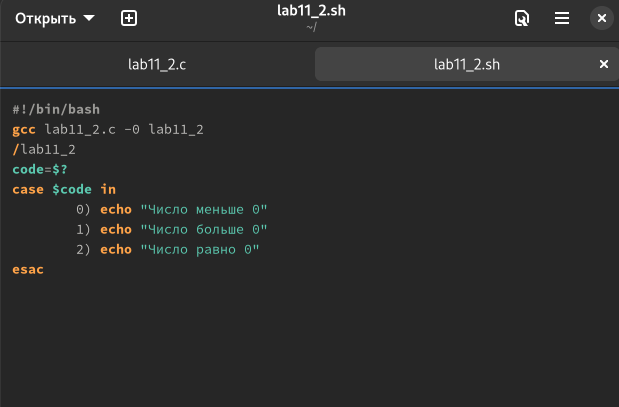 Открыть
lab11_2.sh
~/
lab11_2.c
lab11_2.sh
#!/bin/bash
gcc lab11_2.c -0 lab11_2
/lab11_2
code=$?
case $code in
0) echo "Число меньше 0"
1) echo "Число больше 0"
2) echo "Число равно 0"
esac